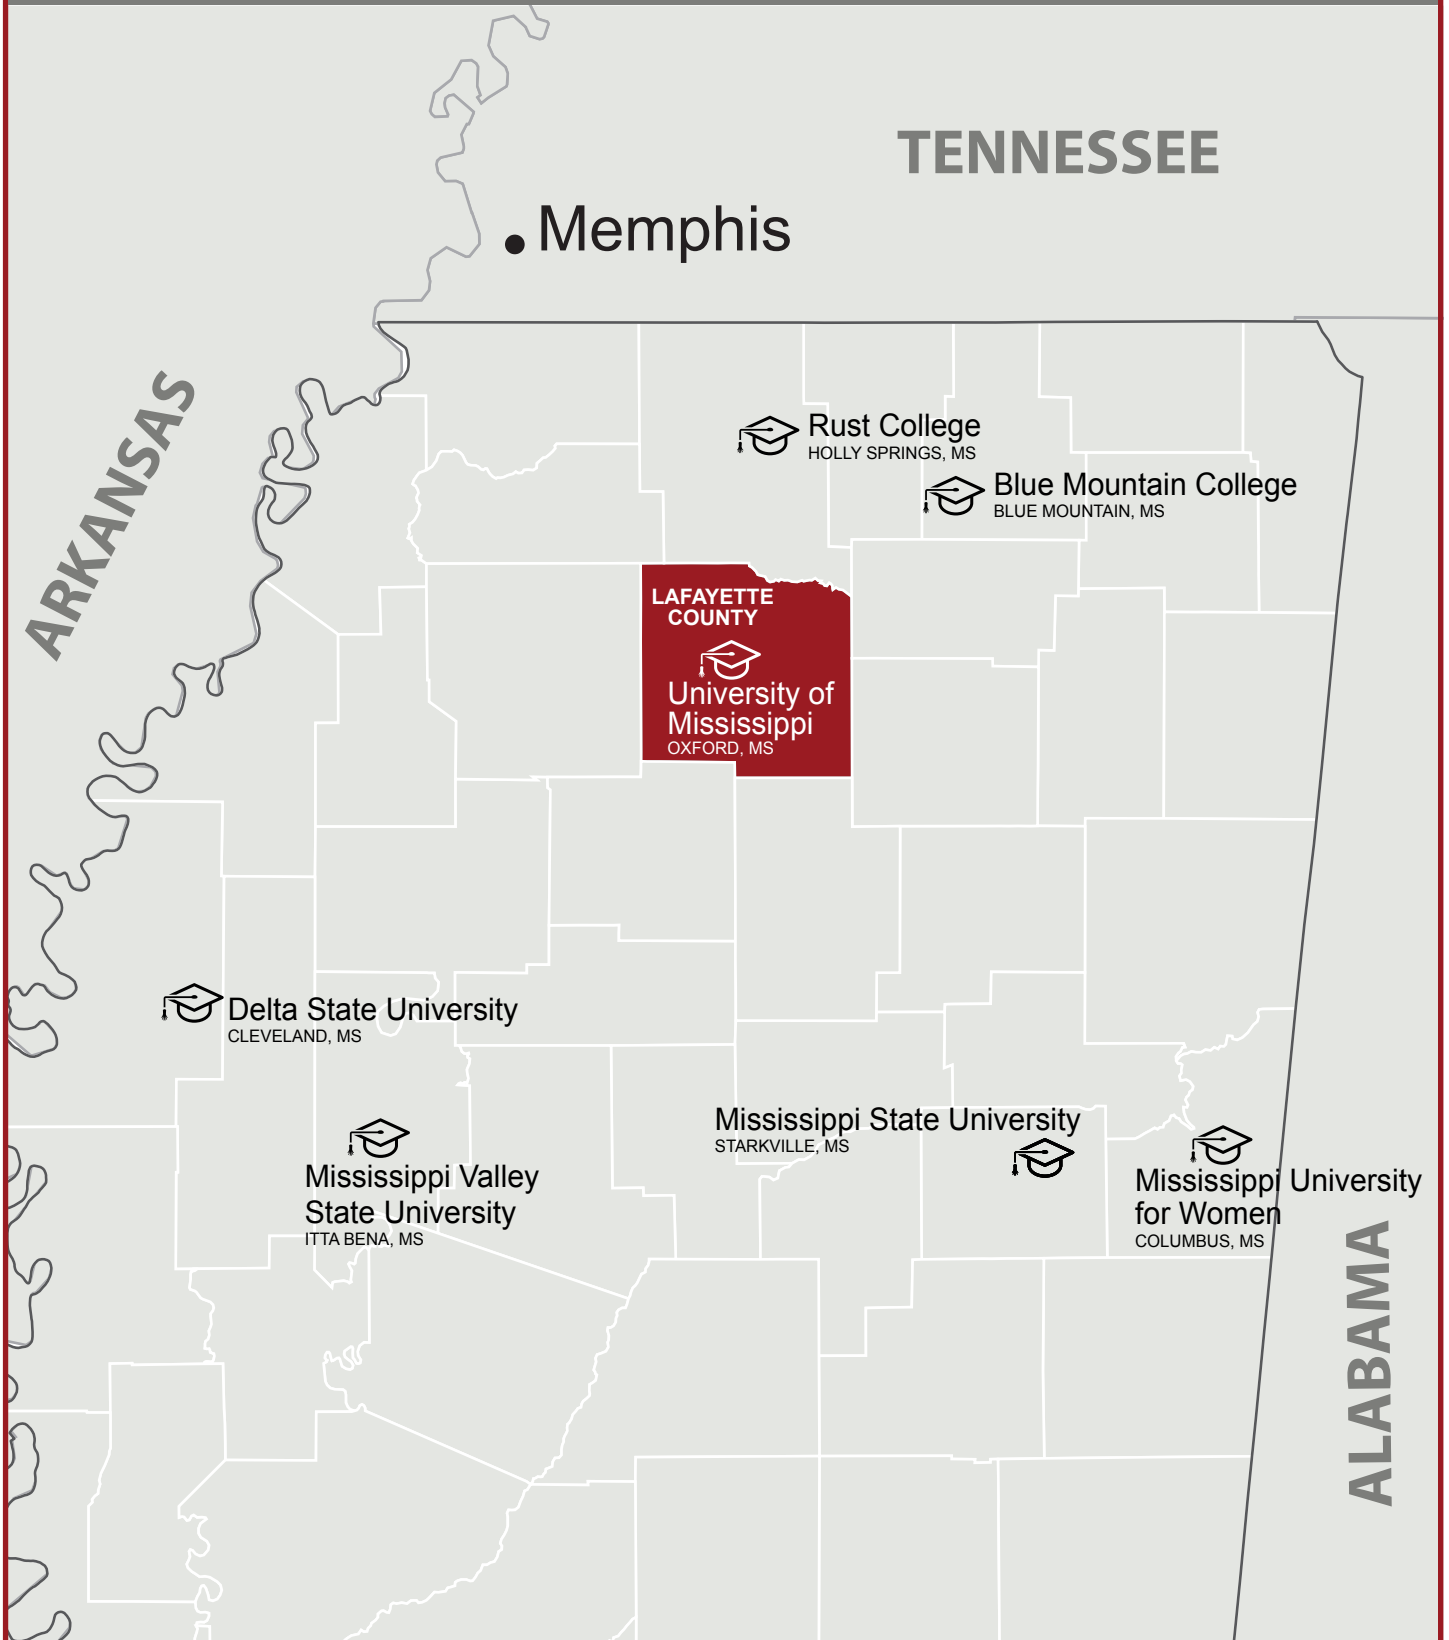 TENNESSEE
Memphis
ARKANSAS
Rust College
HOLLY SPRINGS, MS
Blue Mountain College
BLUE MOUNTAIN, MS
LAFAYETTE
COUNTY
University of
Mississippi
OXFORD, MS
Delta State University
CLEVELAND, MS
Mississippi State University
STARKVILLE, MS
Mississippi Valley
State University
ITTA BENA, MS
Mississippi University
for Women
COLUMBUS, MS
ALABAMA